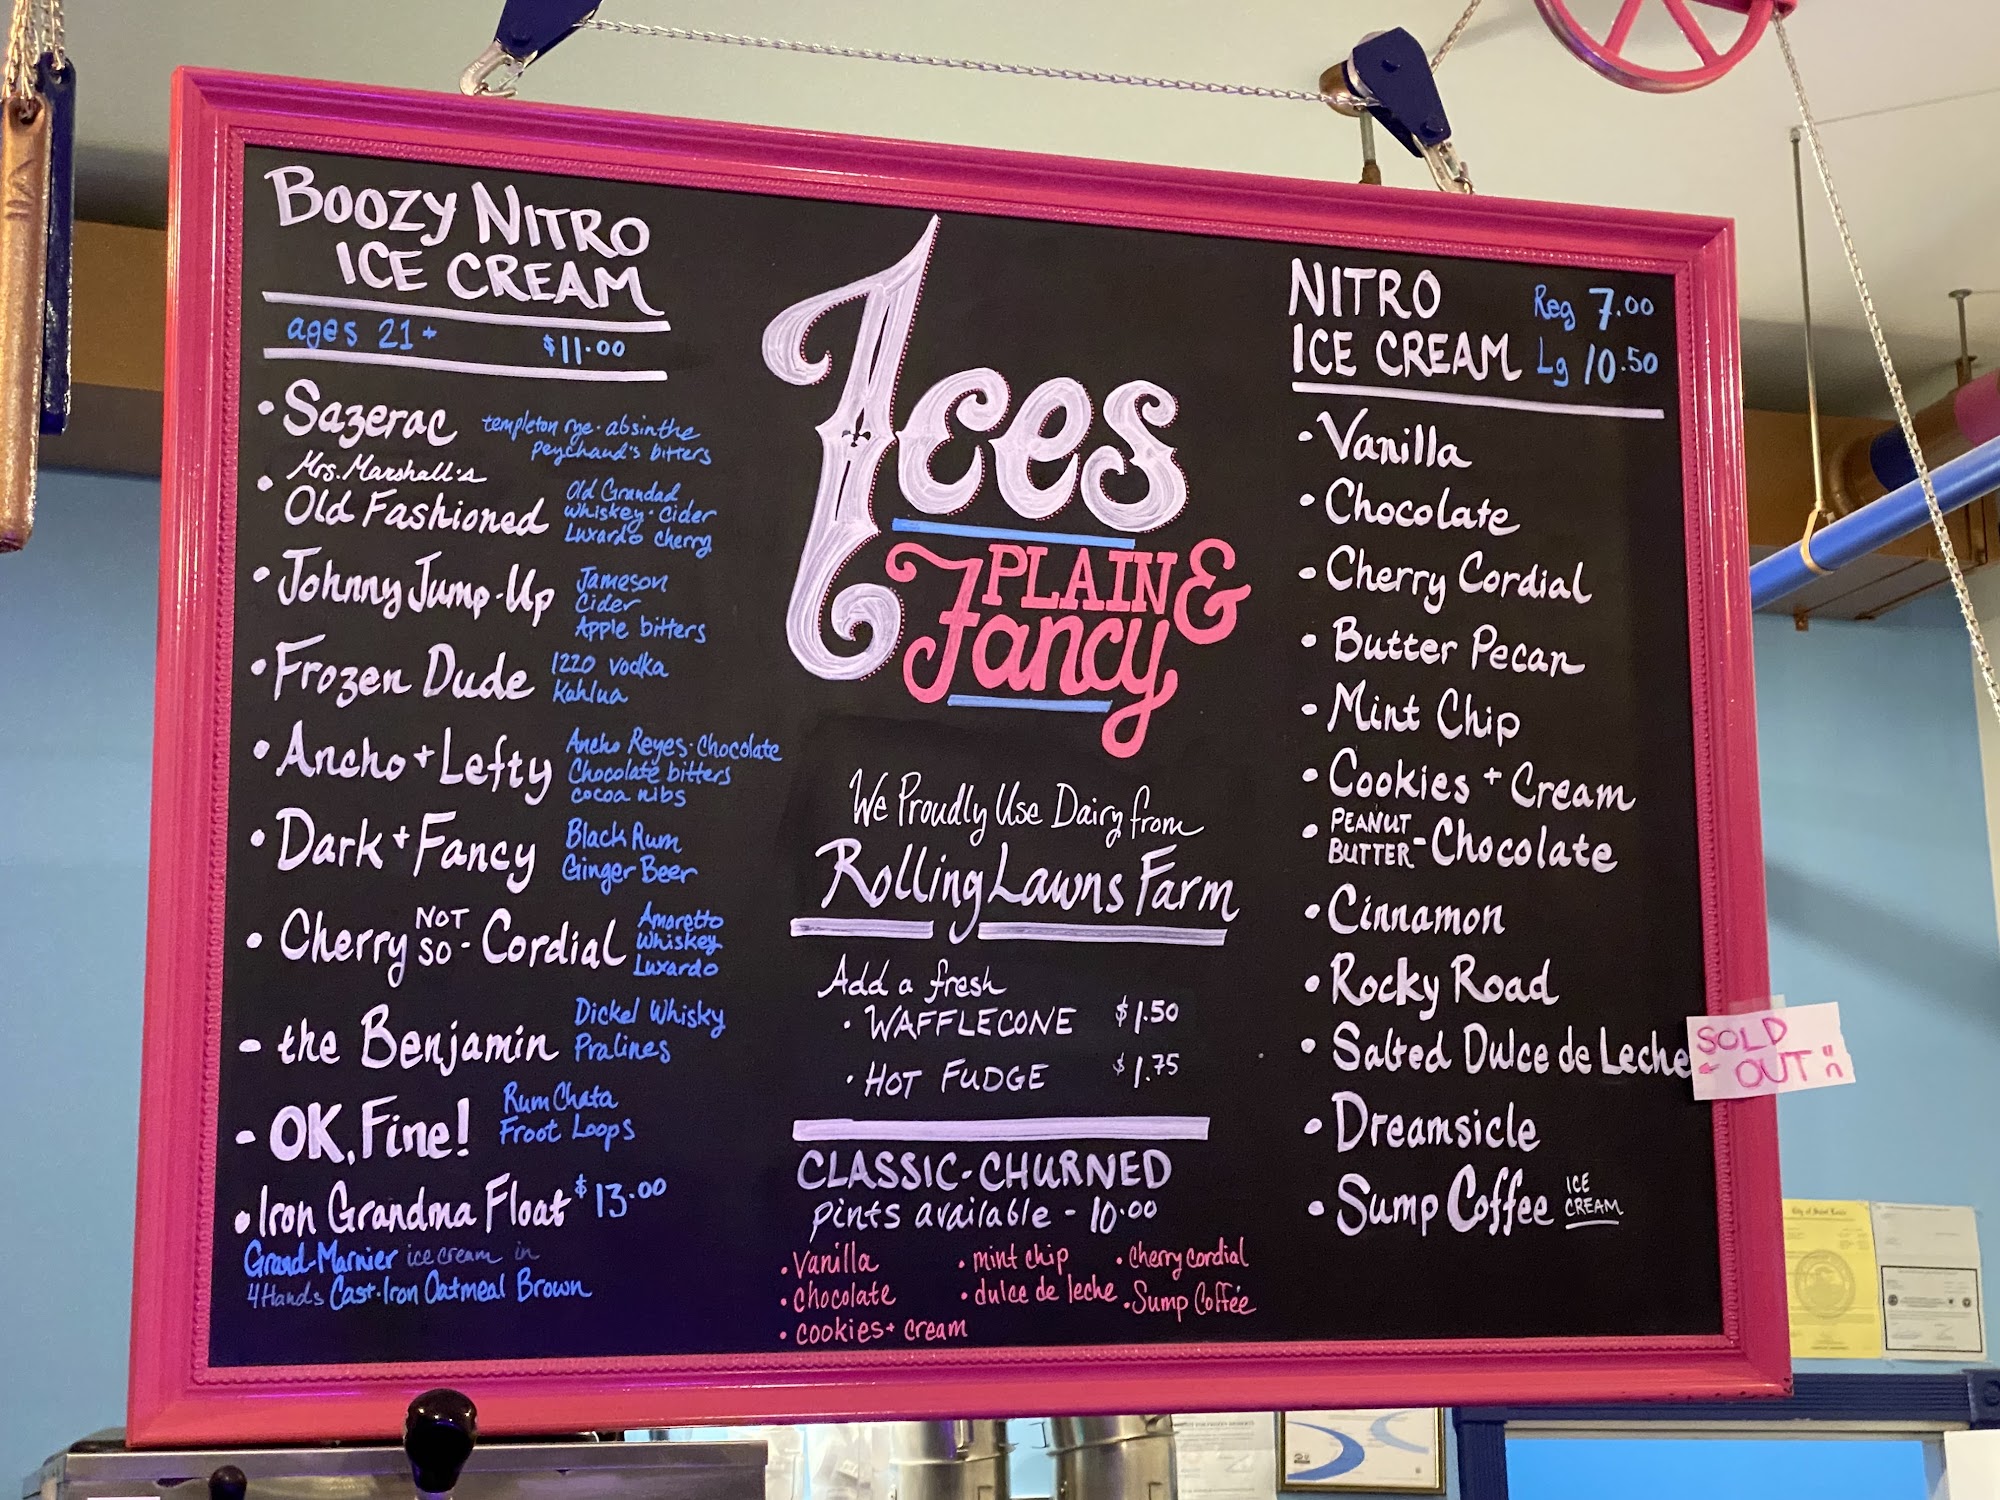 BOOZY NITRO
ICE CREAM
ages 21+ $11.00
• Sazerac templeton rye · absinthe
peychaud's bitters
• Mrs. Marshall's
Old Fashioned Old Grandad
whiskey · cider
Luxardo cherry
• Johnny Jump-Up Jameson
Cider
Apple bitters
• Frozen Dude 1220 vodka
Kahlua
• Ancho + Lefty Ancho Reyes · Chocolate
Chocolate bitters
cocoa nibs
• Dark + Fancy Black Rum
Ginger Beer
• Cherry NOT SO - Cordial Amaretto
Whiskey
Luxardo
- the Benjamin Dickel Whisky
Pralines
- OK, Fine! Rum Chata
Froot Loops
• Iron Grandma Float $13.00
Grand-Marnier ice cream in
4 Hands Cast-Iron Oatmeal Brown
Ices
PLAIN &
Fancy
We Proudly Use Dairy from
Rolling Lawns Farm
Add a fresh
• WAFFLECONE $1.50
• HOT FUDGE $1.75
CLASSIC-CHURNED
pints available - 10.00
• Vanilla • mint chip • cherry cordial
• chocolate • dulce de leche • Sump Coffee
• cookies + cream
NITRO Reg 7.00
ICE CREAM Lg 10.50
• Vanilla
• Chocolate
• Cherry Cordial
• Butter Pecan
• Mint Chip
• Cookies + Cream
• PEANUT BUTTER - Chocolate
• Cinnamon
• Rocky Road
• Salted Dulce de Leche
SOLD
OUT
• Dreamsicle
• Sump Coffee ICE
CREAM
City of Saint Louis